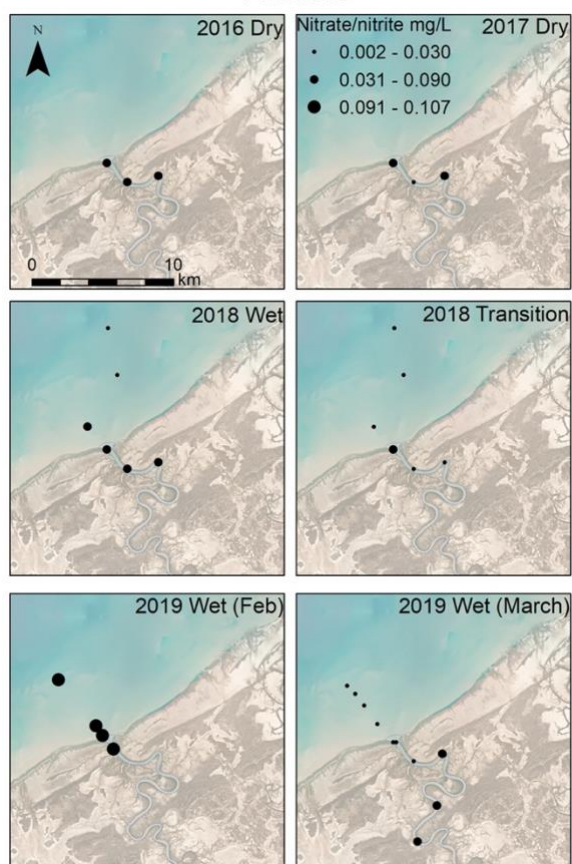 2016 Dry
N
0 10
km
Nitrate/nitrite mg/L
2017 Dry
0.002 - 0.030
0.031 - 0.090
0.091 - 0.107
2018 Wet
2018 Transition
2019 Wet (Feb)
2019 Wet (March)